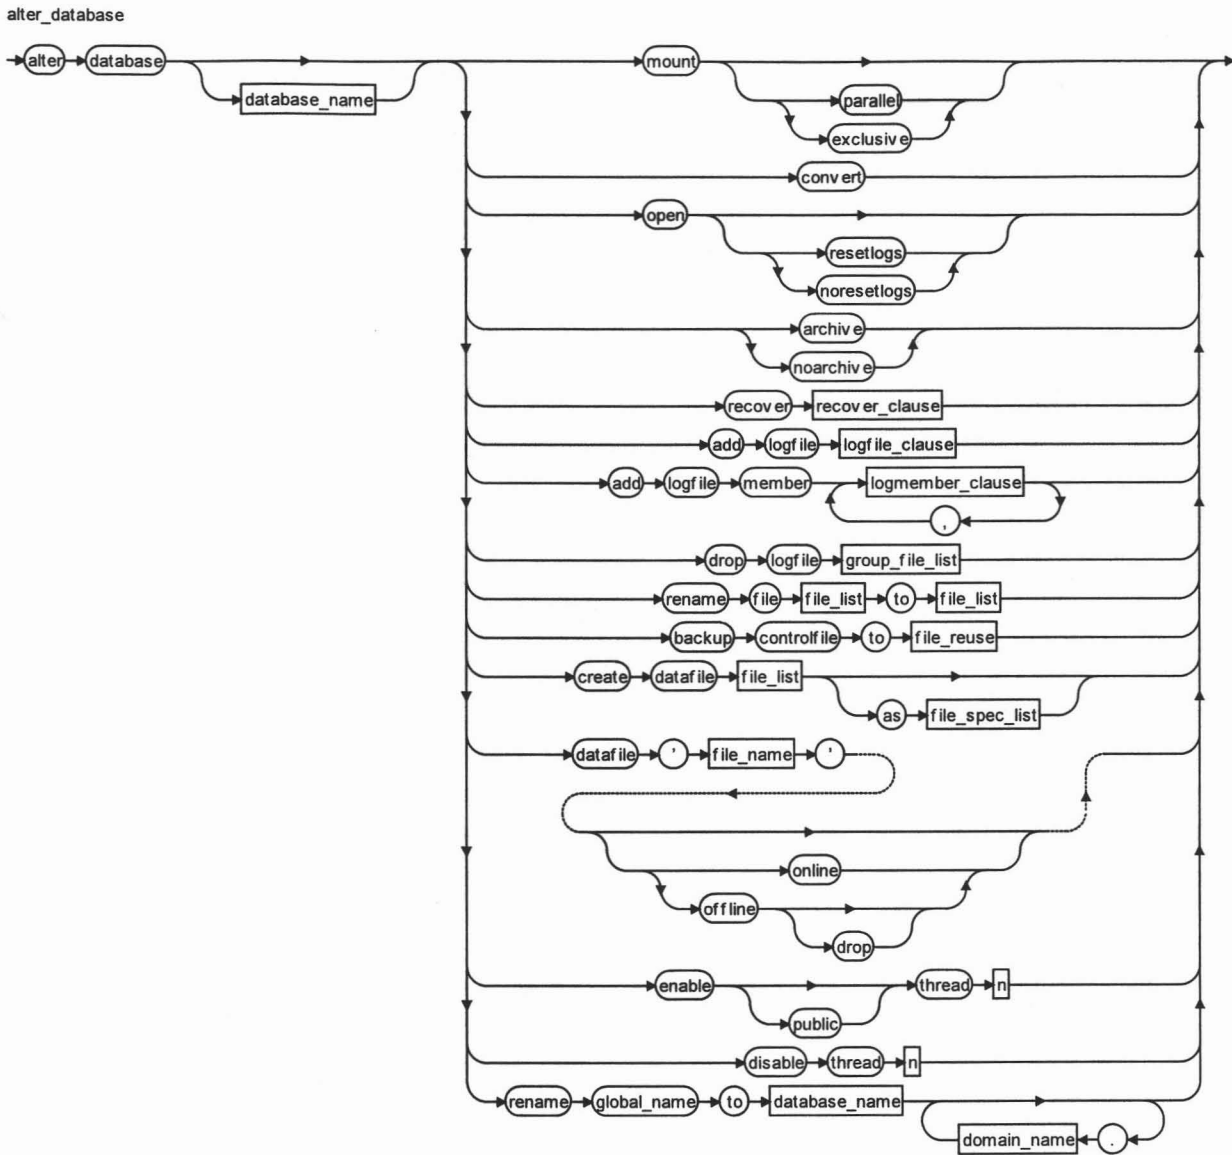 alter_database
alter database mount
database_name parallel
exclusive
convert
open
resetlogs
noresetlogs
archive
noarchive
recover recover_clause
add logfile logfile_clause
add logfile member logmember_clause
,
drop logfile group_file_list
rename file file_list to file_list
backup controlfile to file_reuse
create datafile file_list
as file_spec_list
datafile ' file_name '
online
offline
drop
enable thread n
public
disable thread n
rename global_name to database_name
domain_name .